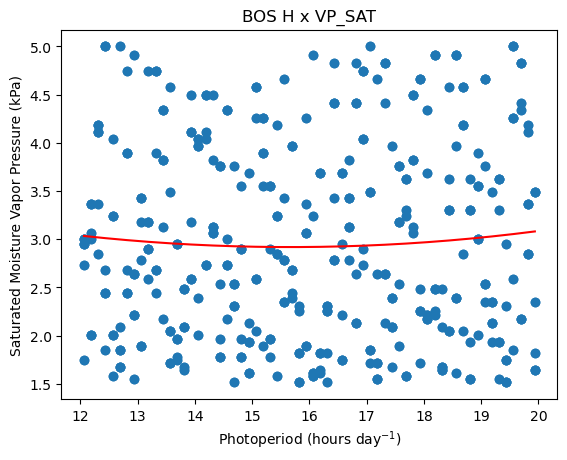 BOS H x VP_SAT
Saturated Moisture Vapor Pressure (kPa)
5.0
4.5
4.0
3.5
3.0
2.5
2.0
1.5
12 13 14 15 16 17 18 19 20
Photoperiod (hours day⁻¹)